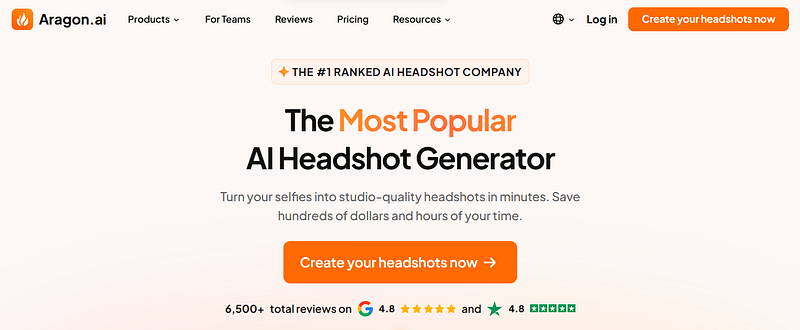 Aragon.ai Products For Teams Reviews Pricing Resources Log in Create your headshots now
THE #1 RANKED AI HEADSHOT COMPANY
The Most Popular
AI Headshot Generator
Turn your selfies into studio-quality headshots in minutes. Save
hundreds of dollars and hours of your time.
Create your headshots now →
6,500+ total reviews on G 4.8 and 4.8